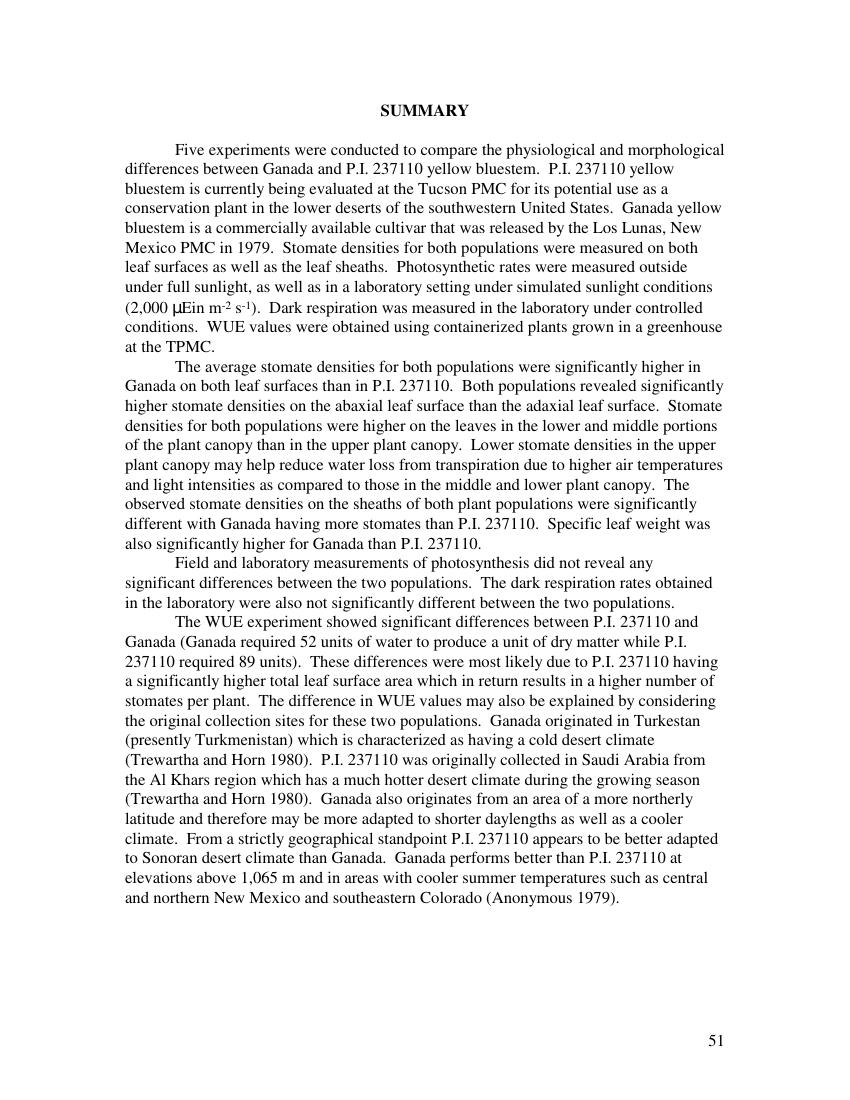 SUMMARY
Five experiments were conducted to compare the physiological and morphological
differences between Ganada and P.I. 237110 yellow bluestem.  P.I. 237110 yellow
bluestem is currently being evaluated at the Tucson PMC for its potential use as a
conservation plant in the lower deserts of the southwestern United States.  Ganada yellow
bluestem is a commercially available cultivar that was released by the Los Lunas, New
Mexico PMC in 1979.  Stomate densities for both populations were measured on both
leaf surfaces as well as the leaf sheaths.  Photosynthetic rates were measured outside
under full sunlight, as well as in a laboratory setting under simulated sunlight conditions
(2,000 µEin m-2 s-1).  Dark respiration was measured in the laboratory under controlled
conditions.  WUE values were obtained using containerized plants grown in a greenhouse
at the TPMC.
The average stomate densities for both populations were significantly higher in
Ganada on both leaf surfaces than in P.I. 237110.  Both populations revealed significantly
higher stomate densities on the abaxial leaf surface than the adaxial leaf surface.  Stomate
densities for both populations were higher on the leaves in the lower and middle portions
of the plant canopy than in the upper plant canopy.  Lower stomate densities in the upper
plant canopy may help reduce water loss from transpiration due to higher air temperatures
and light intensities as compared to those in the middle and lower plant canopy.  The
observed stomate densities on the sheaths of both plant populations were significantly
different with Ganada having more stomates than P.I. 237110.  Specific leaf weight was
also significantly higher for Ganada than P.I. 237110.
Field and laboratory measurements of photosynthesis did not reveal any
significant differences between the two populations.  The dark respiration rates obtained
in the laboratory were also not significantly different between the two populations.
The WUE experiment showed significant differences between P.I. 237110 and
Ganada (Ganada required 52 units of water to produce a unit of dry matter while P.I.
237110 required 89 units).  These differences were most likely due to P.I. 237110 having
a significantly higher total leaf surface area which in return results in a higher number of
stomates per plant.  The difference in WUE values may also be explained by considering
the original collection sites for these two populations.  Ganada originated in Turkestan
(presently Turkmenistan) which is characterized as having a cold desert climate
(Trewartha and Horn 1980).  P.I. 237110 was originally collected in Saudi Arabia from
the Al Khars region which has a much hotter desert climate during the growing season
(Trewartha and Horn 1980).  Ganada also originates from an area of a more northerly
latitude and therefore may be more adapted to shorter daylengths as well as a cooler
climate.  From a strictly geographical standpoint P.I. 237110 appears to be better adapted
to Sonoran desert climate than Ganada.  Ganada performs better than P.I. 237110 at
elevations above 1,065 m and in areas with cooler summer temperatures such as central
and northern New Mexico and southeastern Colorado (Anonymous 1979).
51